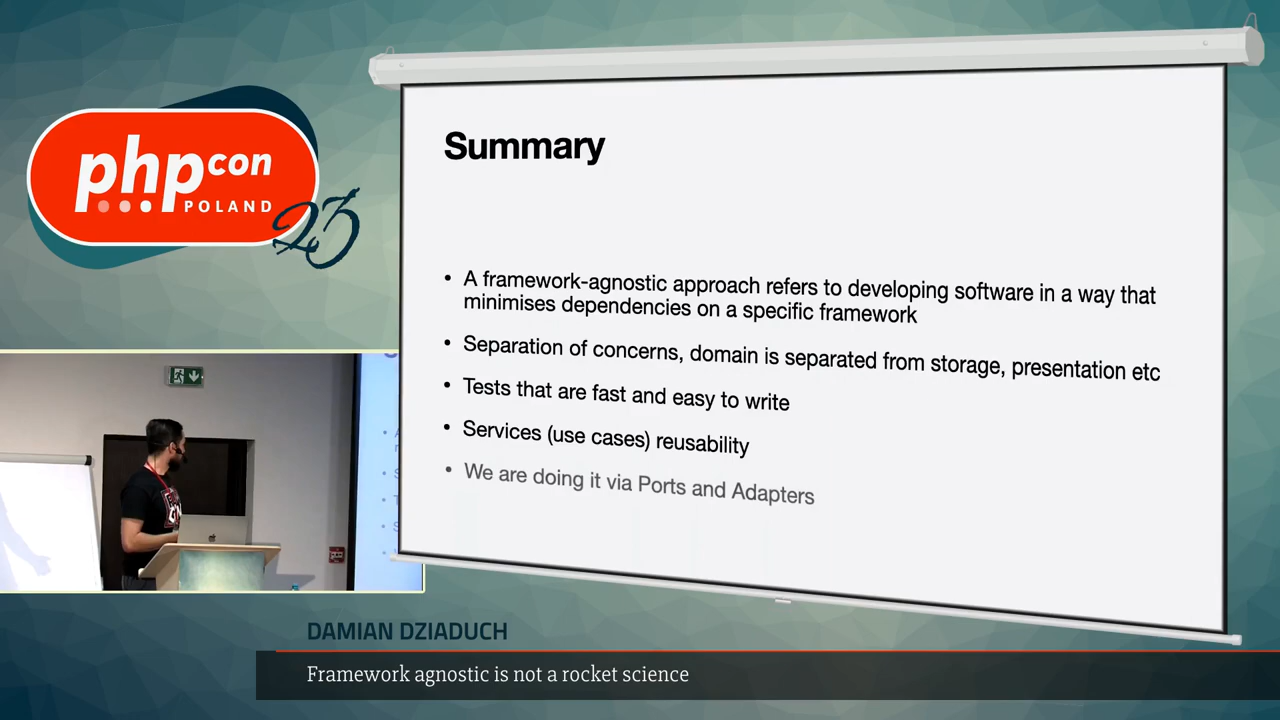 phpcon
POLAND
23
Summary
• A framework-agnostic approach refers to developing software in a way that
minimises dependencies on a specific framework
• Separation of concerns, domain is separated from storage, presentation etc
• Tests that are fast and easy to write
• Services (use cases) reusability
• We are doing it via Ports and Adapters
DAMIAN DZIADUCH
Framework agnostic is not a rocket science